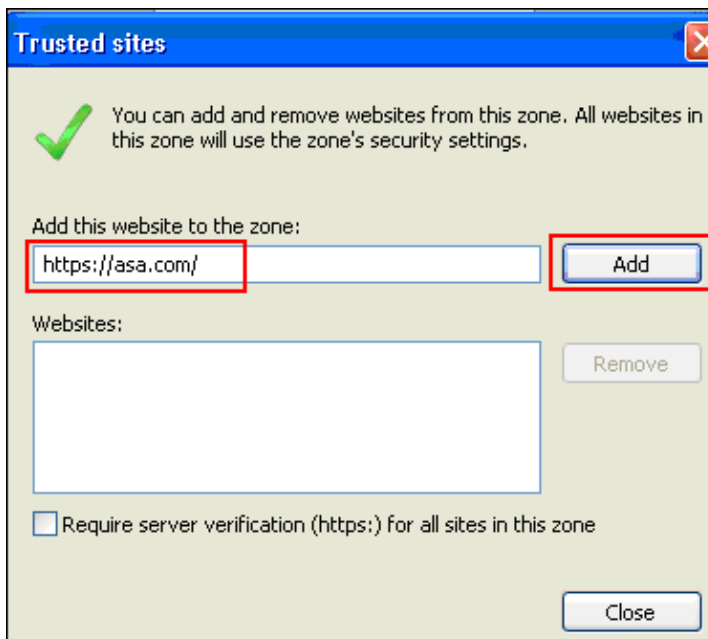 Trusted sites
You can add and remove websites from this zone. All websites in
this zone will use the zone's security settings.
Add this website to the zone:
https://asa.com/
Add
Websites:
Remove
Require server verification (https:) for all sites in this zone
Close